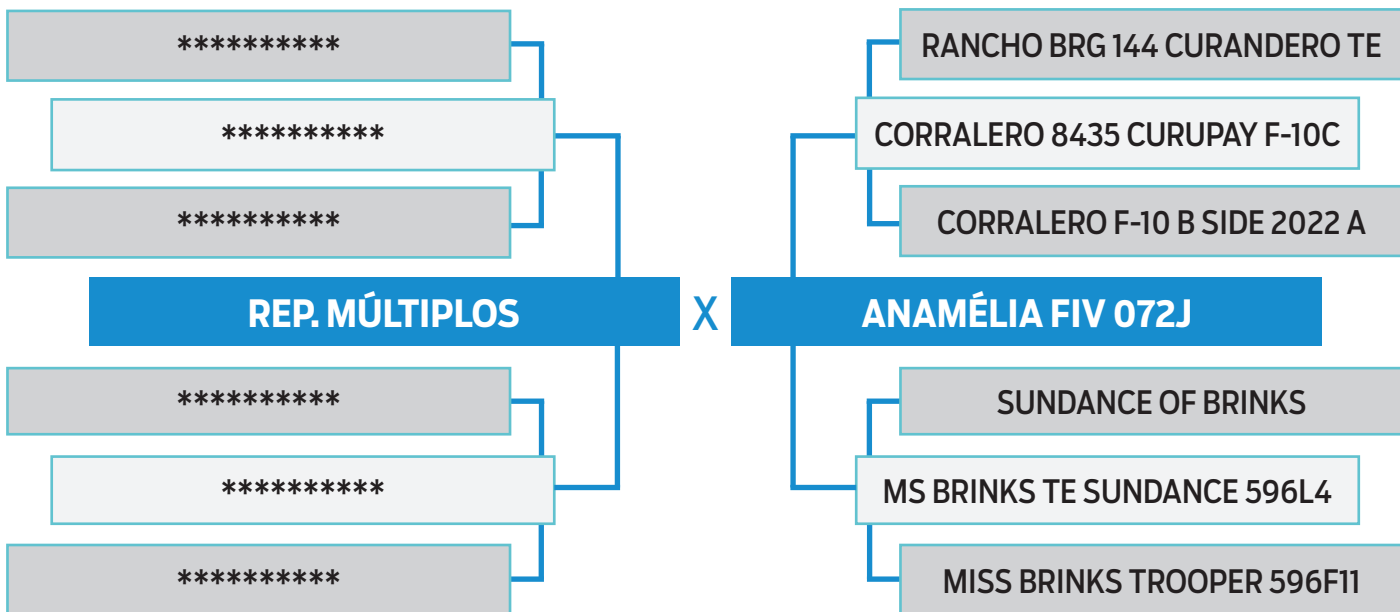 **********
RANCHO BRG 144 CURANDERO TE
**********
CORRALERO 8435 CURUPAY F-10C
**********
CORRALERO F-10 B SIDE 2022 A
REP. MÚLTIPLOS X ANAMÉLIA FIV 072J
**********
SUNDANCE OF BRINKS
**********
MS BRINKS TE SUNDANCE 596L4
**********
MISS BRINKS TROOPER 596F11